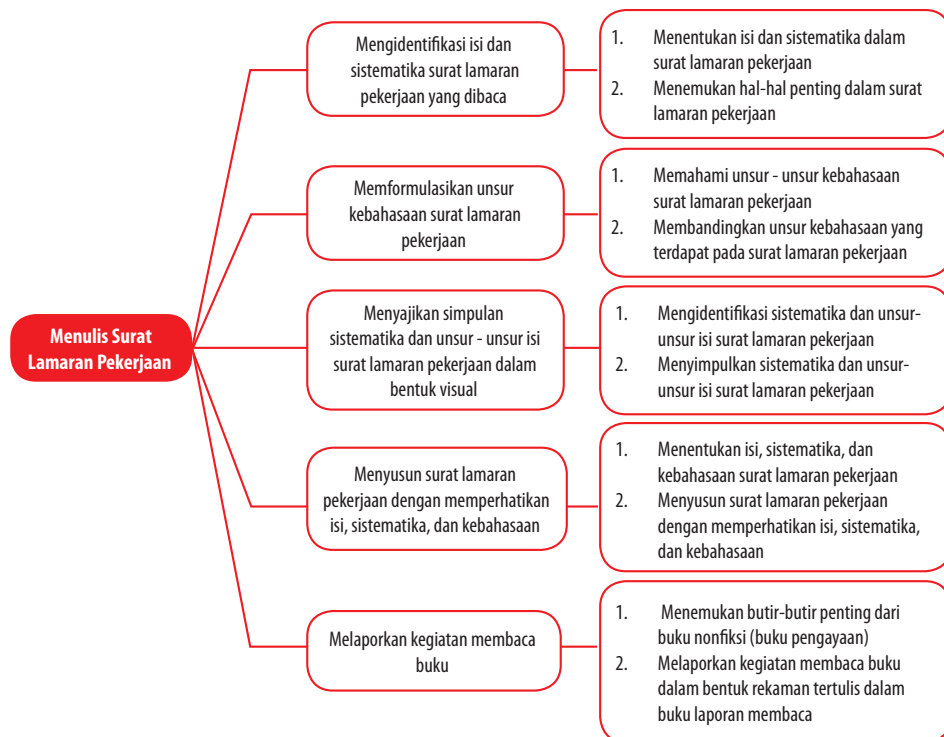 Menulis Surat
Lamaran Pekerjaan
Mengidentifikasi isi dan
sistematika surat lamaran
pekerjaan yang dibaca
1. Menentukan isi dan sistematika dalam
surat lamaran pekerjaan
2. Menemukan hal-hal penting dalam surat
lamaran pekerjaan
Memformulasikan unsur
kebahasaan surat lamaran
pekerjaan
1. Memahami unsur - unsur kebahasaan
surat lamaran pekerjaan
2. Membandingkan unsur kebahasaan yang
terdapat pada surat lamaran pekerjaan
Menyajikan simpulan
sistematika dan unsur - unsur isi
surat lamaran pekerjaan dalam
bentuk visual
1. Mengidentifikasi sistematika dan unsur-
unsur isi surat lamaran pekerjaan
2. Menyimpulkan sistematika dan unsur-
unsur isi surat lamaran pekerjaan
Menyusun surat lamaran
pekerjaan dengan memperhatikan
isi, sistematika, dan kebahasaan
1. Menentukan isi, sistematika, dan
kebahasaan surat lamaran pekerjaan
2. Menyusun surat lamaran pekerjaan
dengan memperhatikan isi, sistematika,
dan kebahasaan
Melaporkan kegiatan membaca
buku
1. Menemukan butir-butir penting dari
buku nonfiksi (buku pengayaan)
2. Melaporkan kegiatan membaca buku
dalam bentuk rekaman tertulis dalam
buku laporan membaca